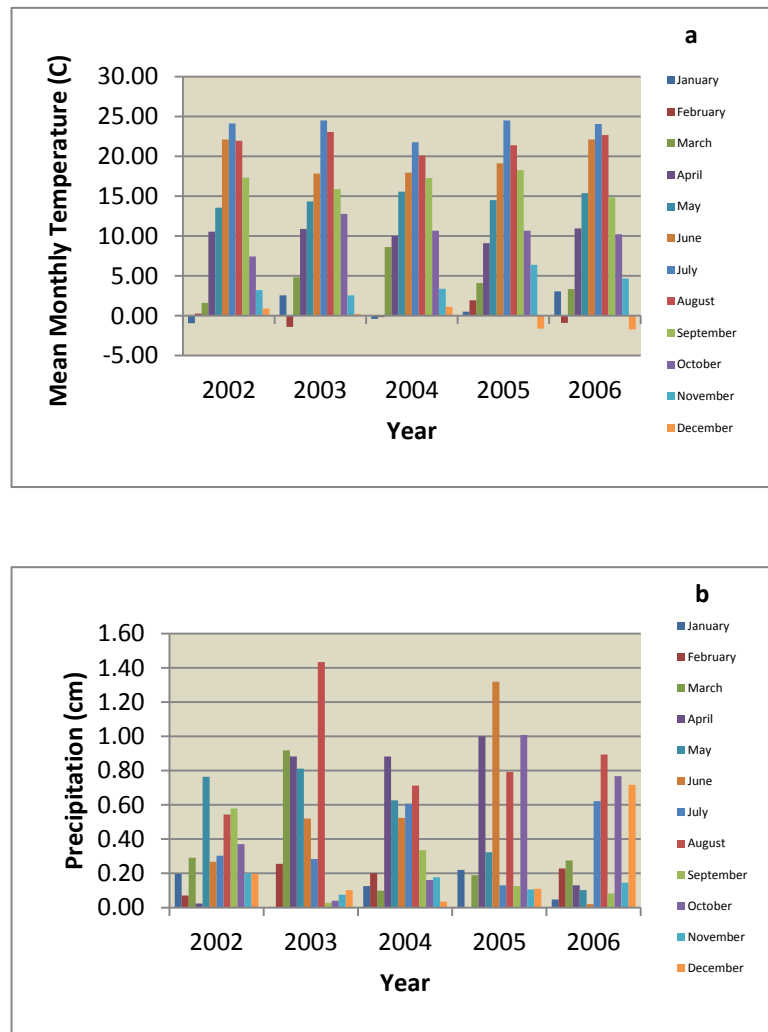 a
Mean Monthly Temperature (C)
30.00
25.00
20.00
15.00
10.00
5.00
0.00
-5.00
2002 2003 2004 2005 2006
Year
January
February
March
April
May
June
July
August
September
October
November
December
b
Precipitation (cm)
1.60
1.40
1.20
1.00
0.80
0.60
0.40
0.20
0.00
2002 2003 2004 2005 2006
Year
January
February
March
April
May
June
July
August
September
October
November
December